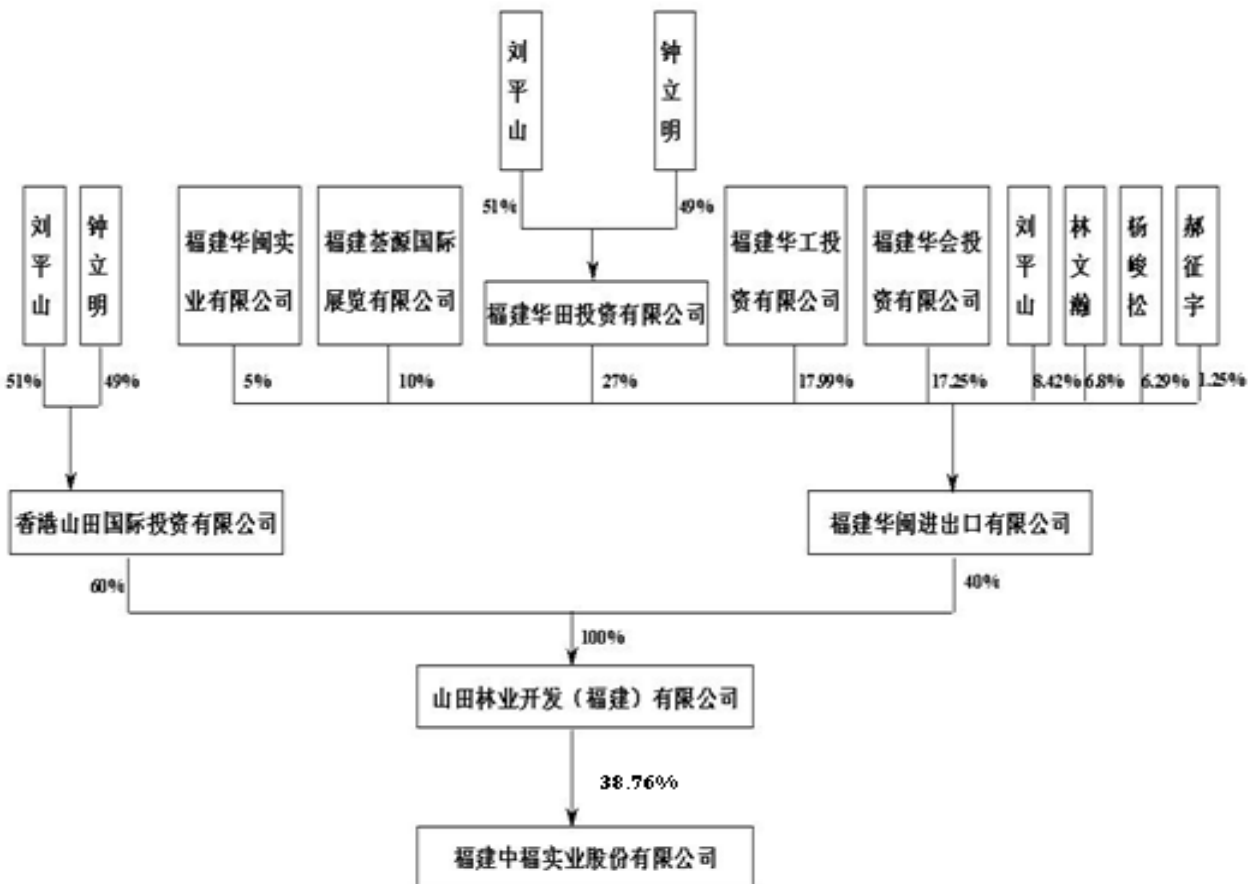 刘平山
钟立明
51%
49%
刘平山
钟立明
福建华闽实
业有限公司
福建荟源国际
展览有限公司
福建华田投资有限公司
福建华工投
资有限公司
福建华会投
资有限公司
刘平山
林文瀚
杨峻松
郝征宇
51%
49%
5%
10%
27%
17.99%
17.25%
8.42%
6.8%
6.29%
1.25%
香港山田国际投资有限公司
福建华闽进出口有限公司
60%
40%
100%
山田林业开发（福建）有限公司
38.76%
福建中福实业股份有限公司